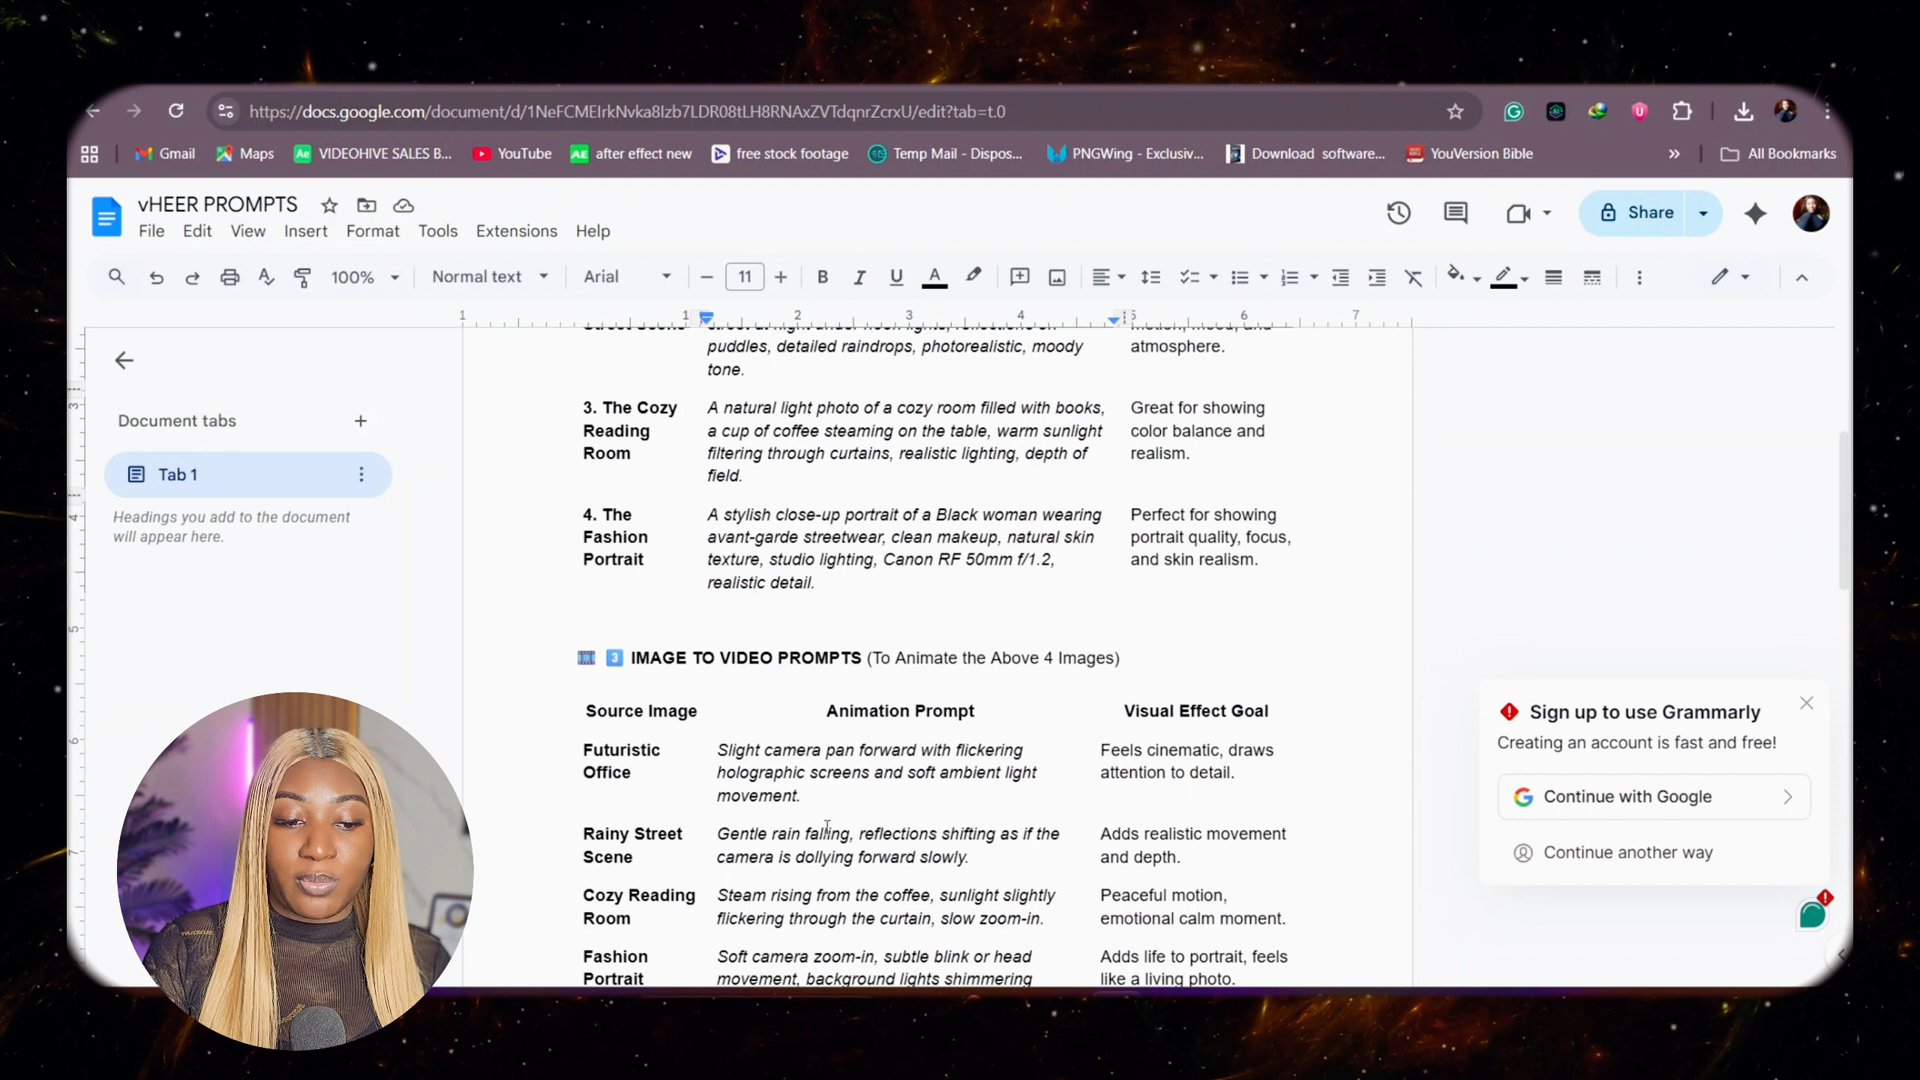 https://docs.google.com/document/d/1NeFCMEIrkNvka8Izb7LDR08tLH8RNAxZVTdqnrZcrxU/edit?tab=t.0
Gmail Maps VIDEOHIVE SALES B... YouTube after effect new free stock footage Temp Mail - Dispos... PNGWing - Exclusiv... Download software... YouVersion Bible » All Bookmarks
vHEER PROMPTS
File Edit View Insert Format Tools Extensions Help
Share
100% Normal text Arial 11
1 1 2 3 4 5 6 7
Document tabs
Tab 1
Headings you add to the document
will appear here.
puddles, detailed raindrops, photorealistic, moody
tone.
atmosphere.
3. The Cozy
Reading
Room
A natural light photo of a cozy room filled with books,
a cup of coffee steaming on the table, warm sunlight
filtering through curtains, realistic lighting, depth of
field.
Great for showing
color balance and
realism.
4. The
Fashion
Portrait
A stylish close-up portrait of a Black woman wearing
avant-garde streetwear, clean makeup, natural skin
texture, studio lighting, Canon RF 50mm f/1.2,
realistic detail.
Perfect for showing
portrait quality, focus,
and skin realism.
3 IMAGE TO VIDEO PROMPTS (To Animate the Above 4 Images)
Source Image Animation Prompt Visual Effect Goal
Futuristic
Office
Slight camera pan forward with flickering
holographic screens and soft ambient light
movement.
Feels cinematic, draws
attention to detail.
Rainy Street
Scene
Gentle rain falling, reflections shifting as if the
camera is dollying forward slowly.
Adds realistic movement
and depth.
Cozy Reading
Room
Steam rising from the coffee, sunlight slightly
flickering through the curtain, slow zoom-in.
Peaceful motion,
emotional calm moment.
Fashion
Portrait
Soft camera zoom-in, subtle blink or head
movement, background lights shimmering
Adds life to portrait, feels
like a living photo.
Sign up to use Grammarly
Creating an account is fast and free!
Continue with Google
Continue another way